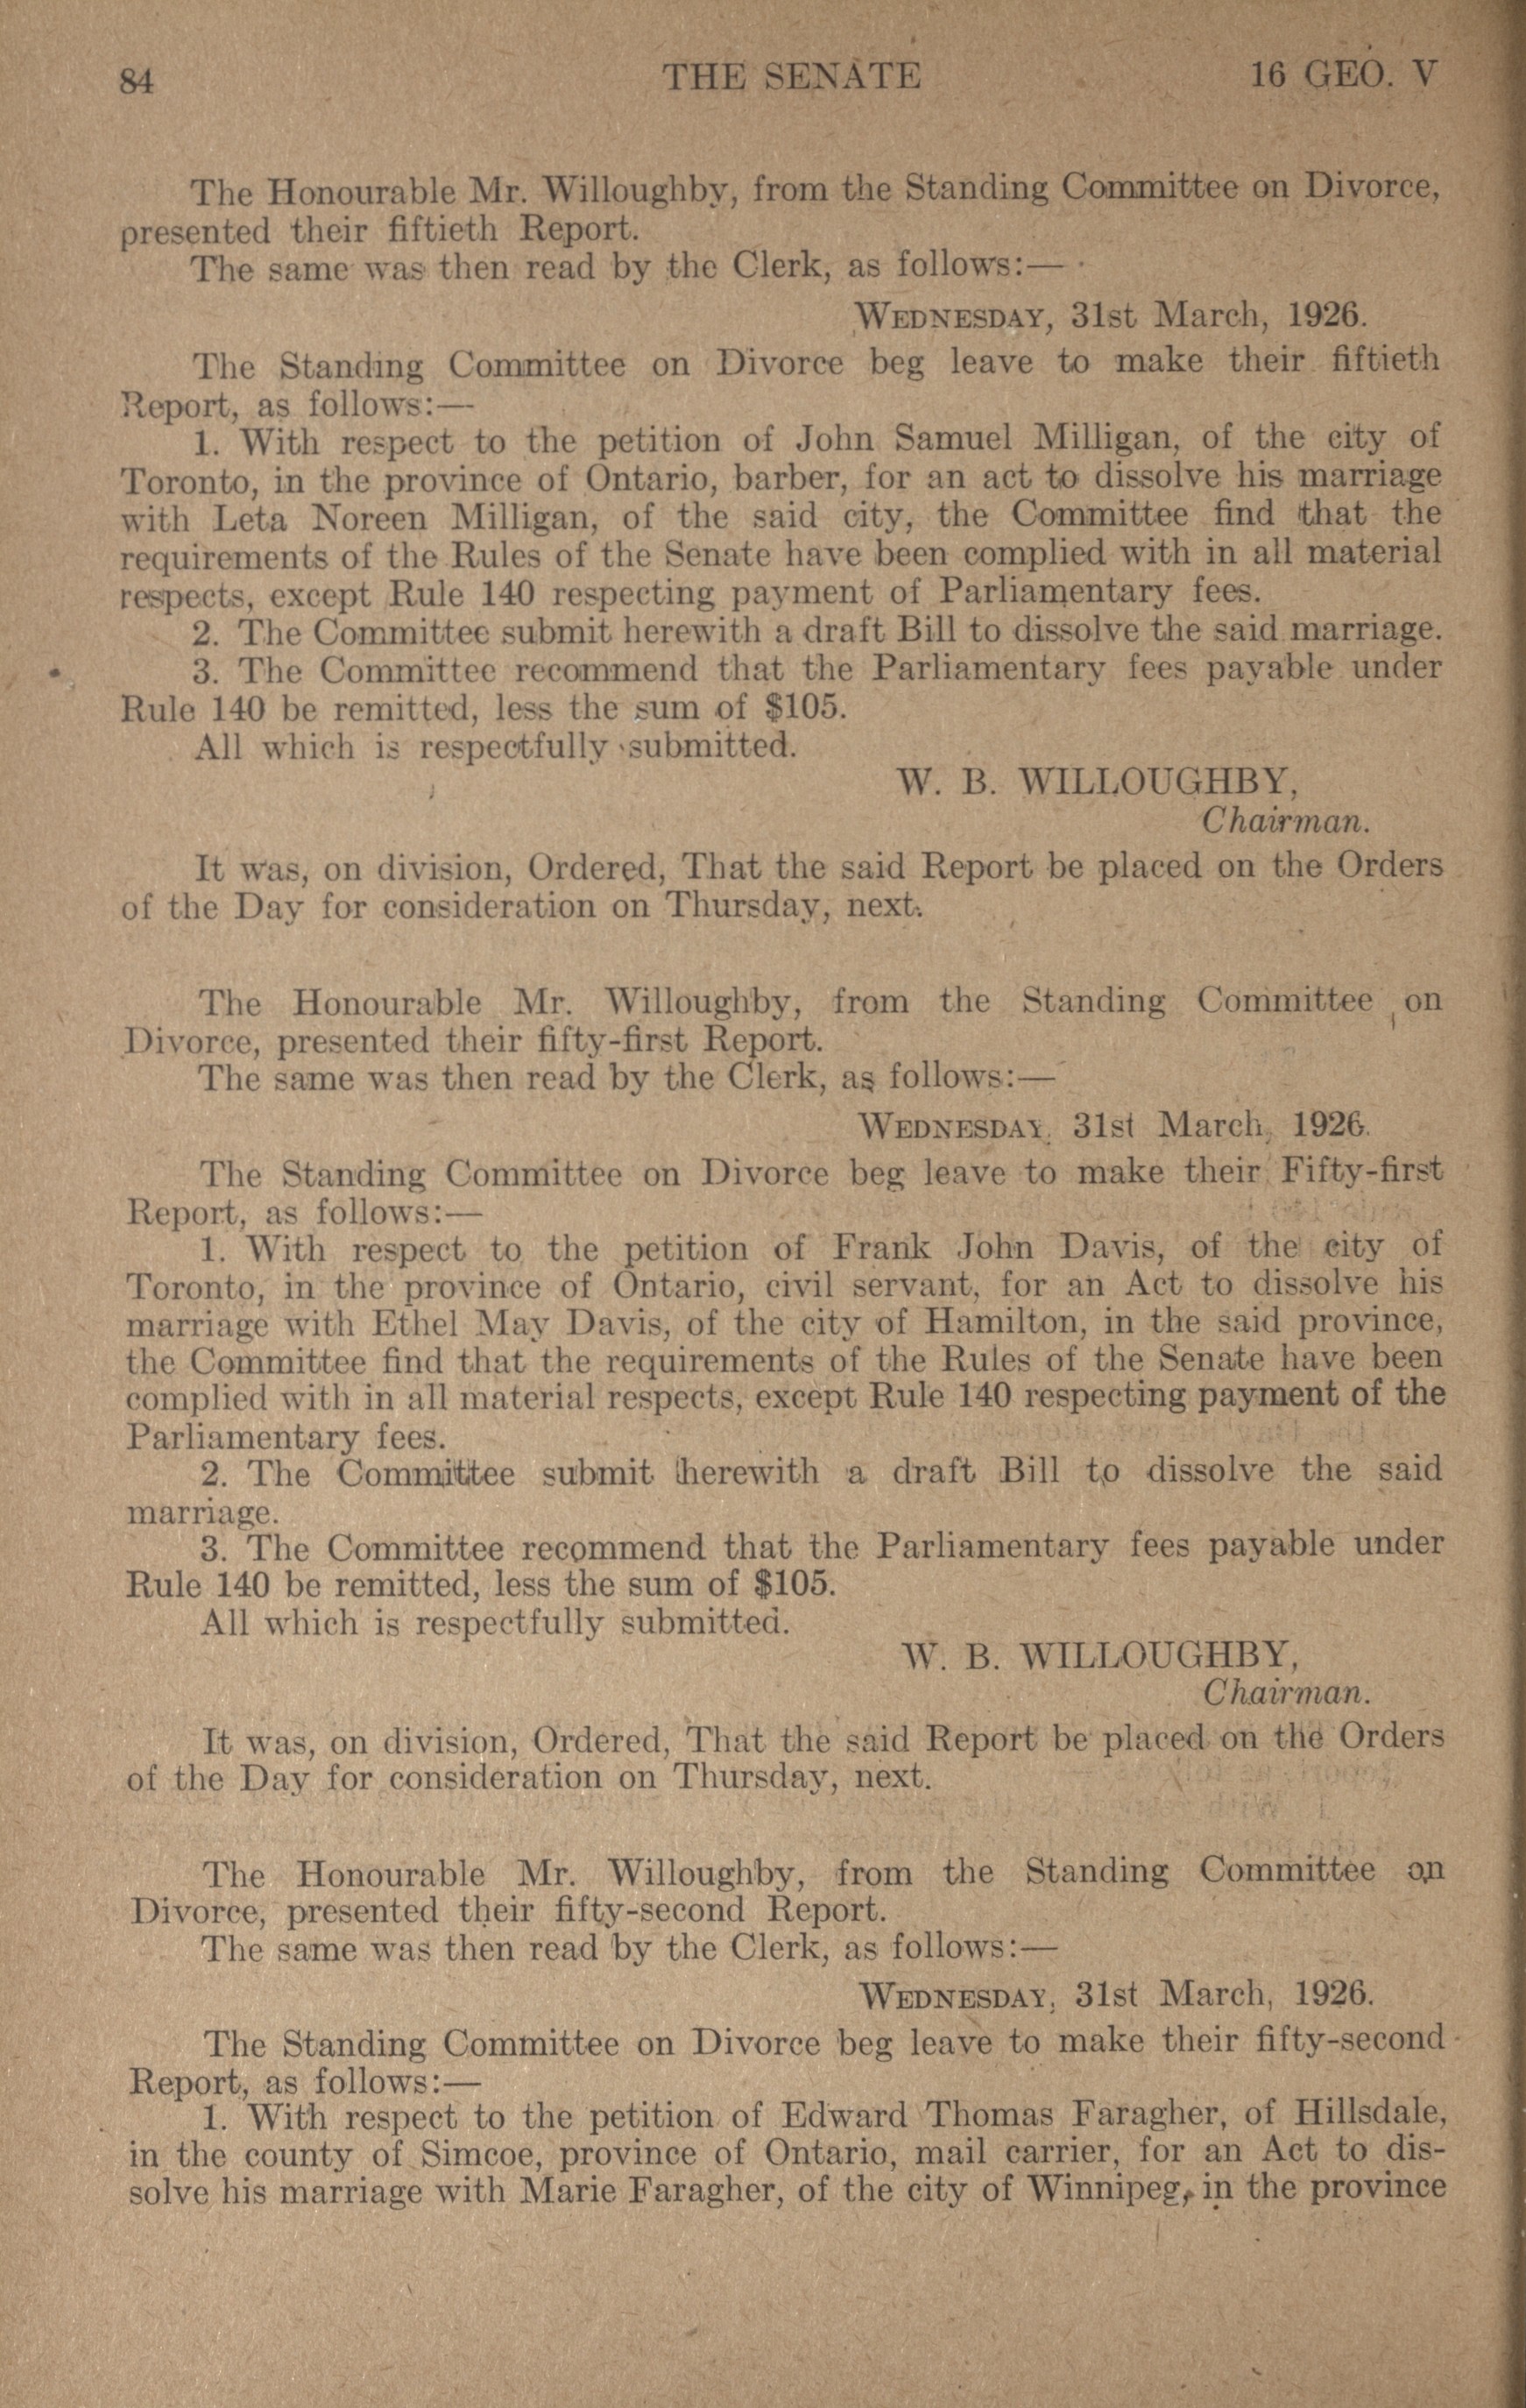 84 THE SENATE 16 GEO. V
The Honourable Mr. Willoughby, from the Standing Committee on Divorce,
presented their fiftieth Report.
The same was then read by the Clerk, as follows:—
WEDNESDAY, 31st March, 1926.
The Standing Committee on Divorce beg leave to make their fiftieth
Report, as follows:—
1. With respect to the petition of John Samuel Milligan, of the city of
Toronto, in the province of Ontario, barber, for an act to dissolve his marriage
with Leta Noreen Milligan, of the said city, the Committee find that the
requirements of the Rules of the Senate have been complied with in all material
respects, except Rule 140 respecting payment of Parliamentary fees.
2. The Committee submit herewith a draft Bill to dissolve the said marriage.
3. The Committee recommend that the Parliamentary fees payable under
Rule 140 be remitted, less the sum of $105.
All which is respectfully submitted.
W. B. WILLOUGHBY,
Chairman.
It was, on division, Ordered, That the said Report be placed on the Orders
of the Day for consideration on Thursday, next.
The Honourable Mr. Willoughby, from the Standing Committee on
Divorce, presented their fifty-first Report.
The same was then read by the Clerk, as follows:—
WEDNESDAY, 31st March, 1926.
The Standing Committee on Divorce beg leave to make their Fifty-first
Report, as follows:—
1. With respect to the petition of Frank John Davis, of the city of
Toronto, in the province of Ontario, civil servant, for an Act to dissolve his
marriage with Ethel May Davis, of the city of Hamilton, in the said province,
the Committee find that the requirements of the Rules of the Senate have been
complied with in all material respects, except Rule 140 respecting payment of the
Parliamentary fees.
2. The Committee submit herewith a draft Bill to dissolve the said
marriage.
3. The Committee recommend that the Parliamentary fees payable under
Rule 140 be remitted, less the sum of $105.
All which is respectfully submitted.
W. B. WILLOUGHBY,
Chairman.
It was, on division, Ordered, That the said Report be placed on the Orders
of the Day for consideration on Thursday, next.
The Honourable Mr. Willoughby, from the Standing Committee on
Divorce, presented their fifty-second Report.
The same was then read by the Clerk, as follows:—
WEDNESDAY, 31st March, 1926.
The Standing Committee on Divorce beg leave to make their fifty-second
Report, as follows:—
1. With respect to the petition of Edward Thomas Faragher, of Hillsdale,
in the county of Simcoe, province of Ontario, mail carrier, for an Act to dis-
solve his marriage with Marie Faragher, of the city of Winnipeg, in the province